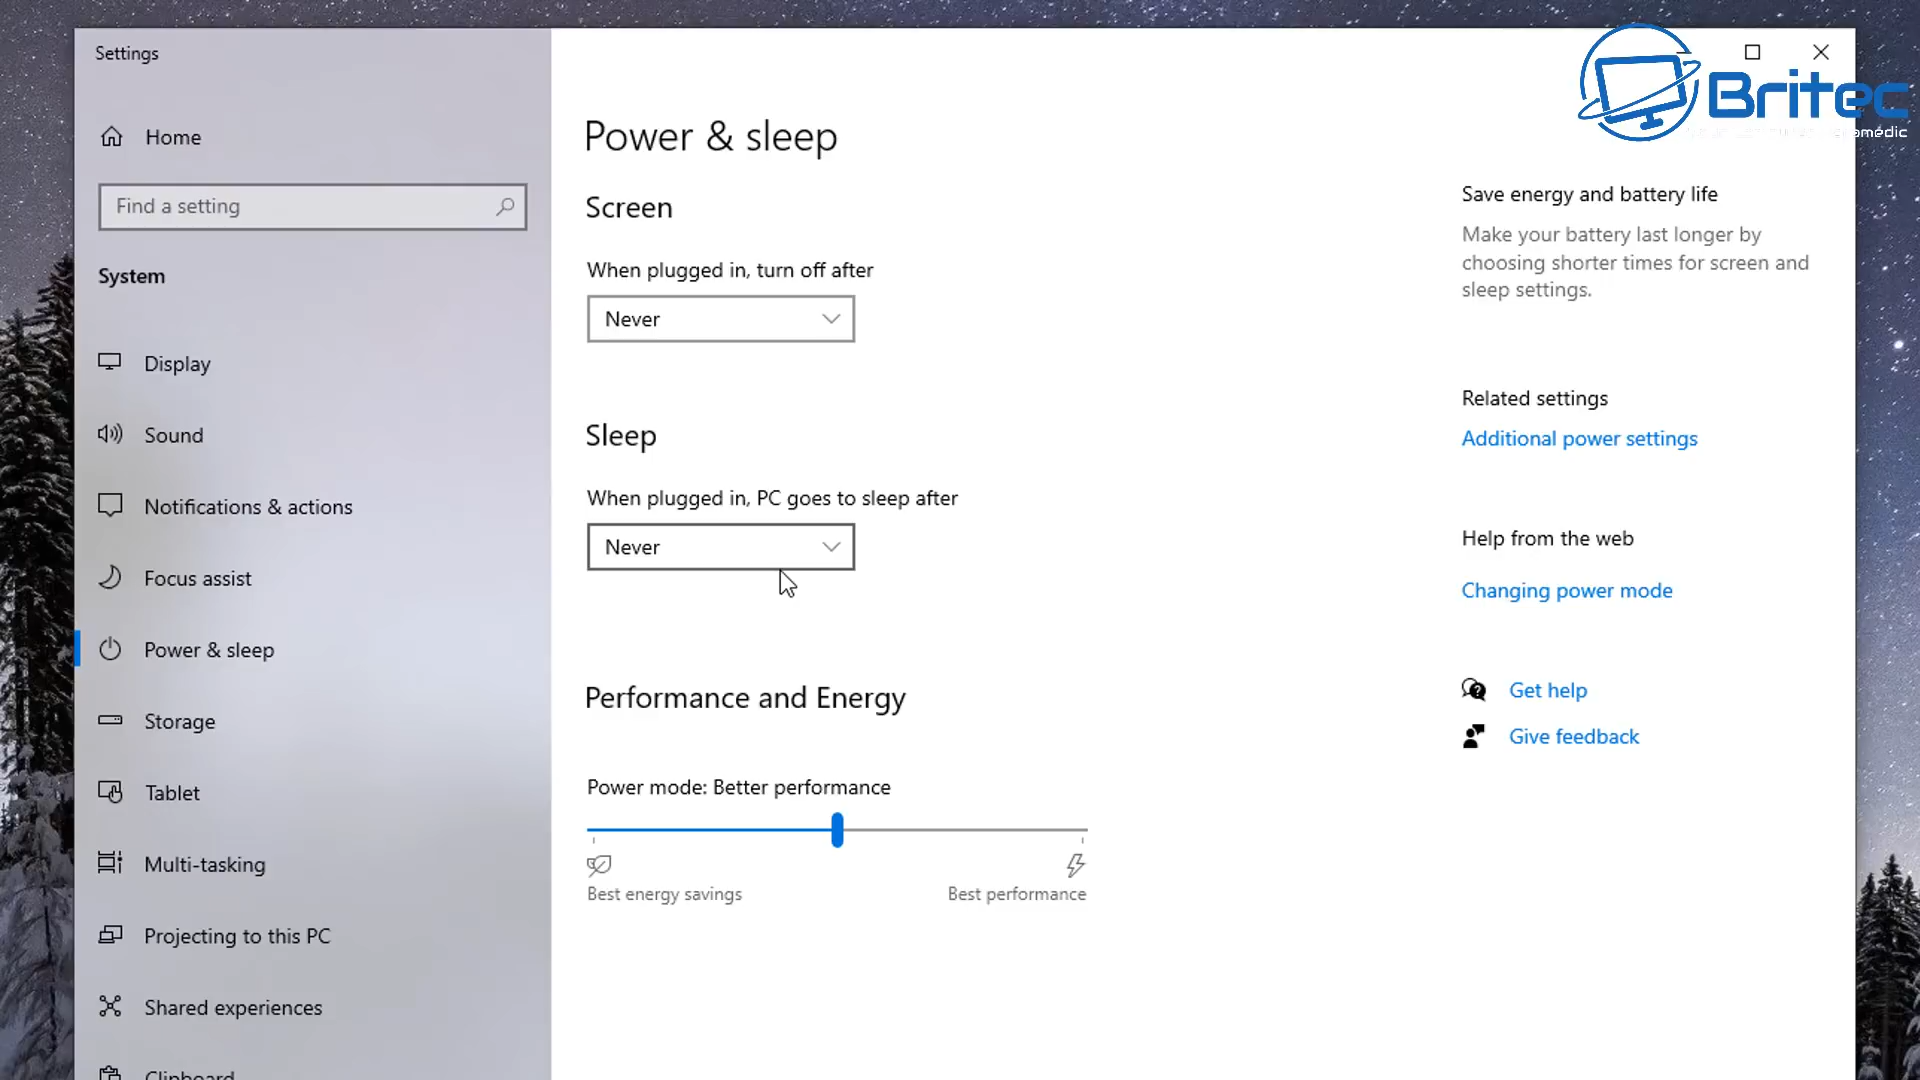 Settings
Britec
Home
Find a setting
System
Display
Sound
Notifications & actions
Focus assist
Power & sleep
Storage
Tablet
Multi-tasking
Projecting to this PC
Shared experiences
Clipboard
Power & sleep
Screen
When plugged in, turn off after
Never
Sleep
When plugged in, PC goes to sleep after
Never
Performance and Energy
Power mode: Better performance
Best energy savings
Best performance
Save energy and battery life
Make your battery last longer by
choosing shorter times for screen and
sleep settings.
Related settings
Additional power settings
Help from the web
Changing power mode
Get help
Give feedback